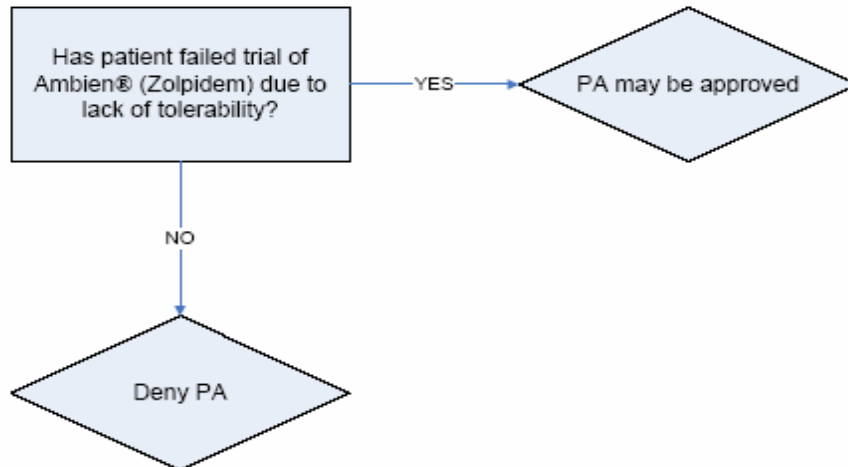 Has patient failed trial of
Ambien® (Zolpidem) due to
lack of tolerability?
YES
PA may be approved
NO
Deny PA